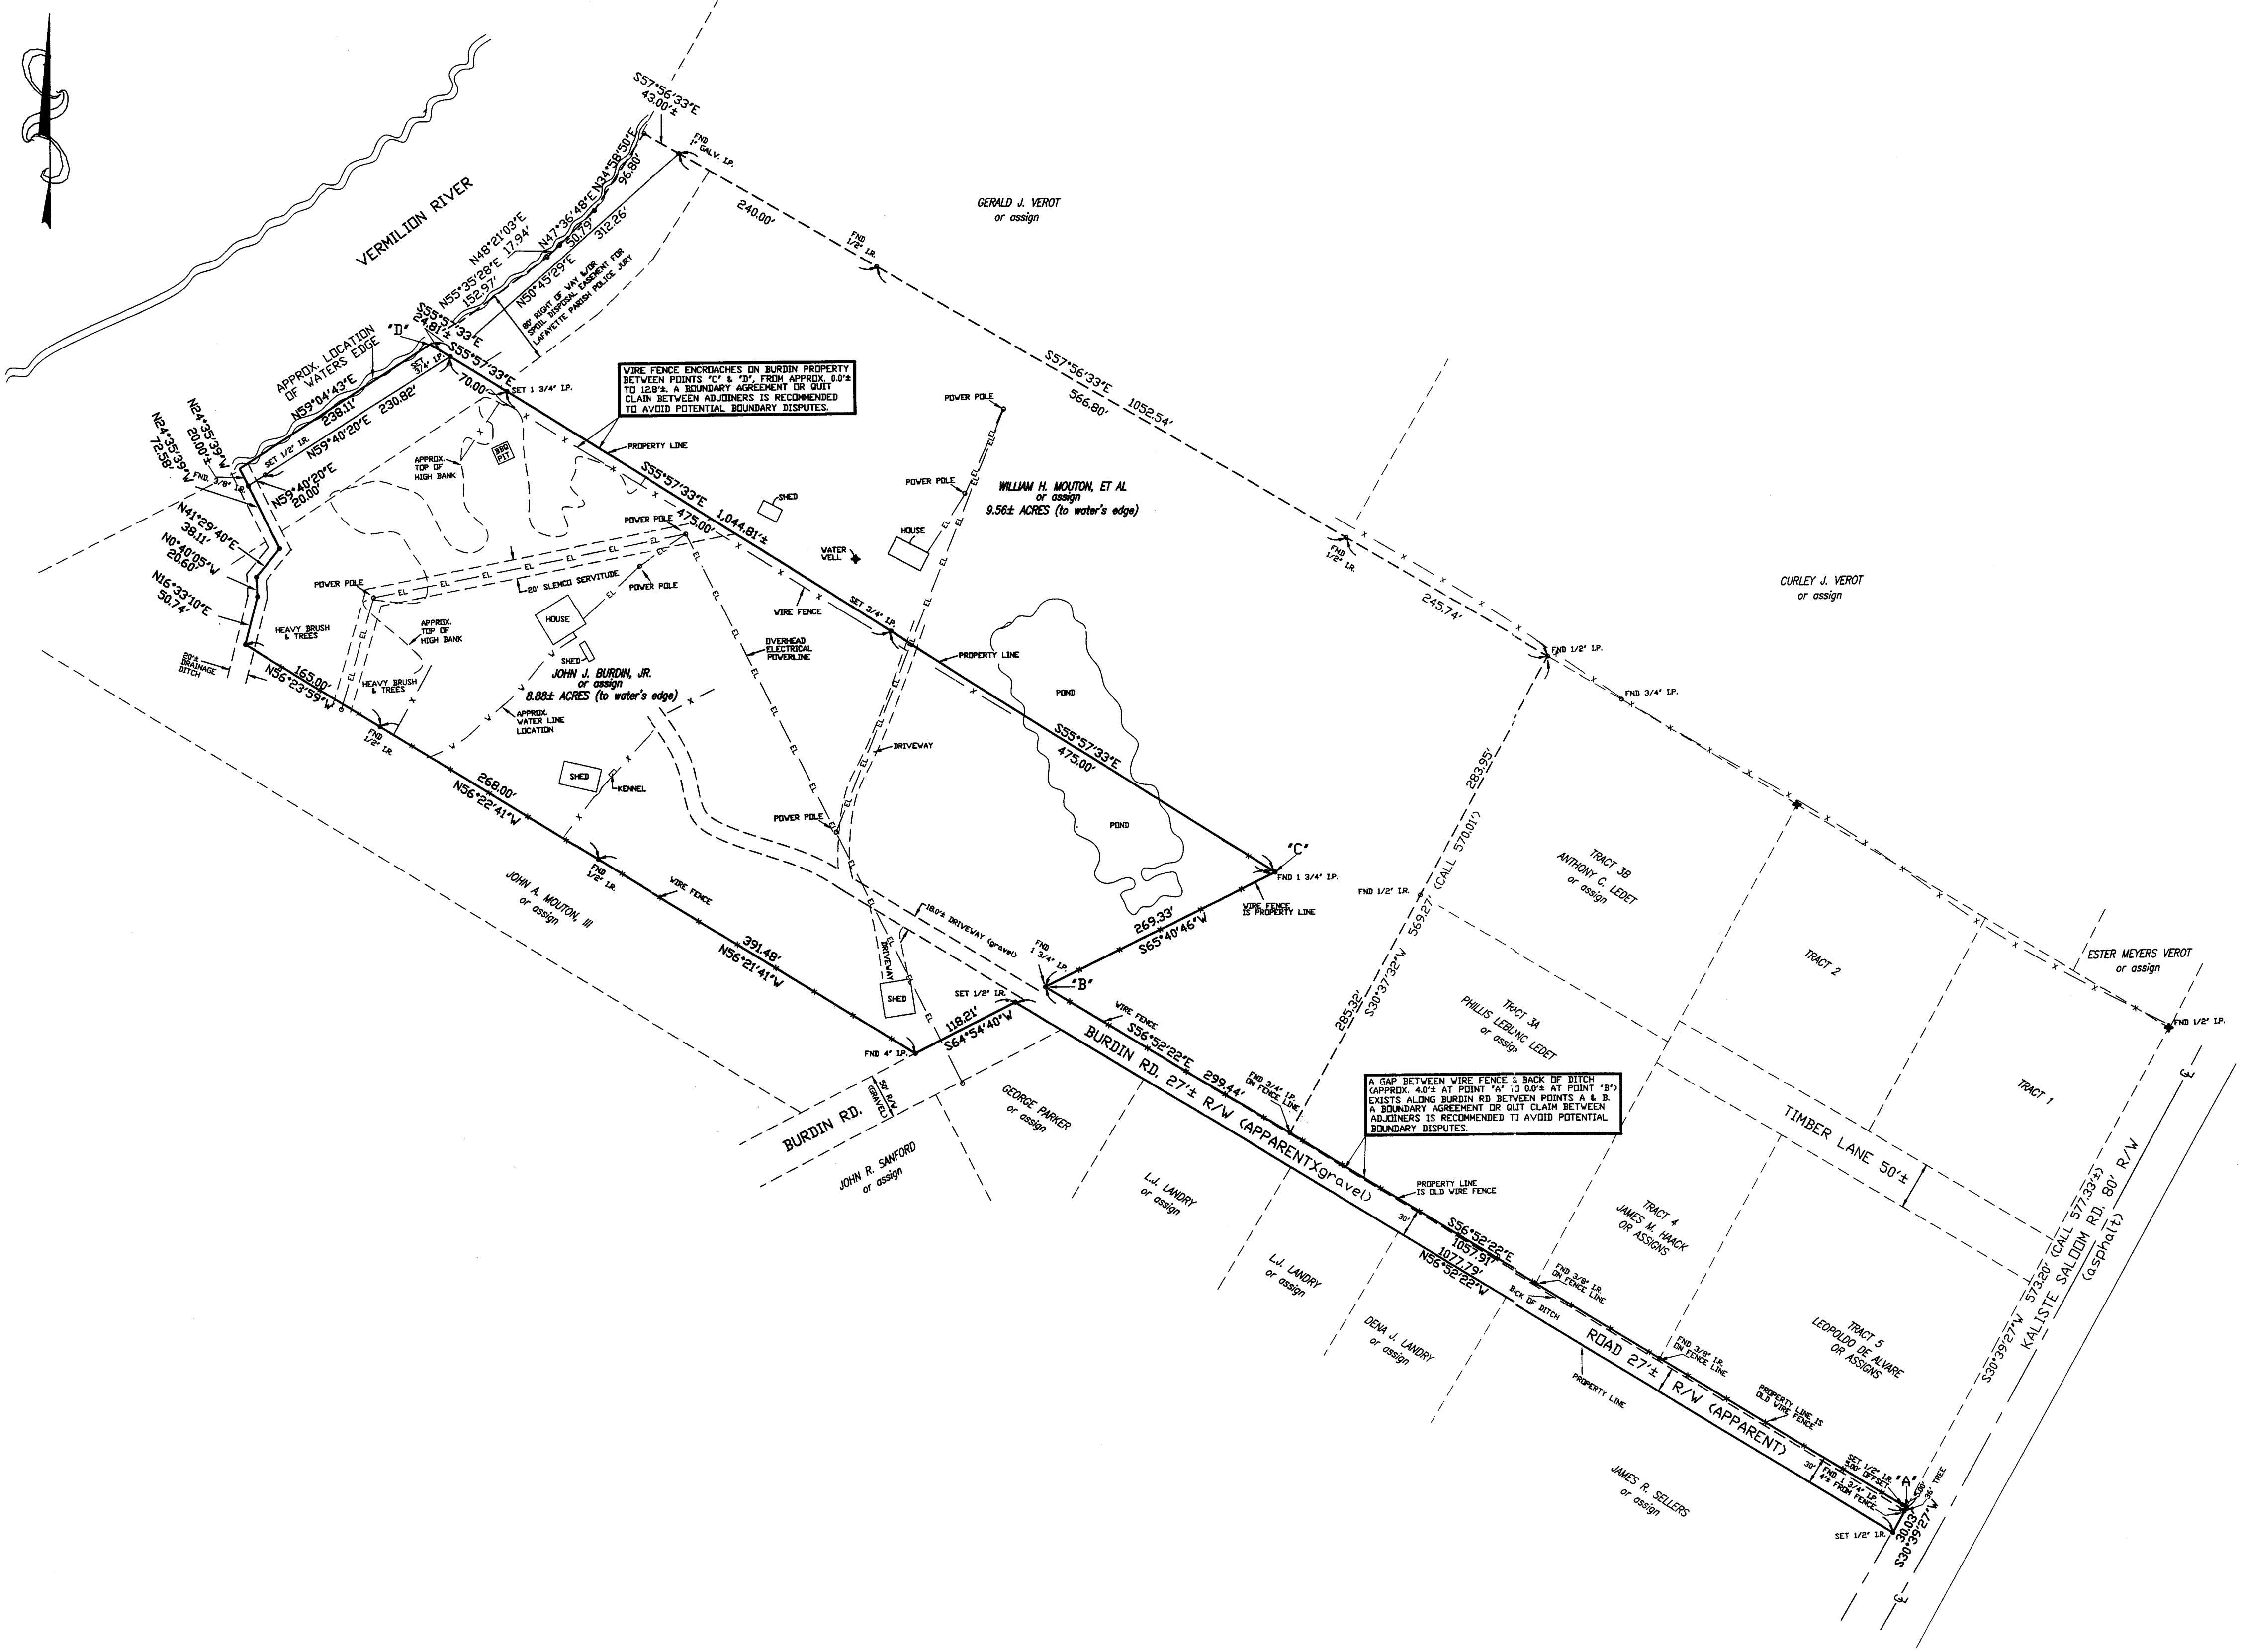 S57°56'33"E
43.00'±
FND
1" GALV. I.P.
N34°58'50"E
96.80'
N47°36'48"E
50.79'
312.26'
N50°45'29"E
N48°21'03"E
17.94'
N55°35'28"E
152.97'
VERMILION RIVER
80' RIGHT OF WAY &/OR
SPOIL DISPOSAL EASEMENT FOR
LAFAYETTE PARISH POLICE JURY
240.00'
FND
1/2" I.R.
GERALD J. VEROT
or assign
S55°57'33"E
24.81'±
"D"
S55°57'33"E
70.00'
SET
3/4" I.P.
SET 1 3/4" I.P.
APPROX. LOCATION
OF WATERS EDGE
N59°04'43"E
238.11'
N59°40'20"E 230.82'
SET 1/2" I.R.
N59°40'20"E
20.00'
N24°35'39"W
20.00'±
N24°35'39"W
72.58'
FND. 3/8" I.R.
N41°29'40"E
38.11'
N0°40'05"W
20.60'
N16°33'10"E
50.74'
20'±
DRAINAGE
DITCH
HEAVY BRUSH
& TREES
165.00'
N56°23'59"W
WIRE FENCE ENCROACHES ON BURDIN PROPERTY
BETWEEN POINTS "C" & "D", FROM APPROX. 0.0'±
TO 12.8'±. A BOUNDARY AGREEMENT OR QUIT
CLAIM BETWEEN ADJOINERS IS RECOMMENDED
TO AVOID POTENTIAL BOUNDARY DISPUTES.
PROPERTY LINE
BBQ
PIT
APPROX.
TOP OF
HIGH BANK
S55°57'33"E
475.00'
1,044.81'±
SHED
POWER POLE
POWER POLE
POWER POLE
WILLIAM H. MOUTON, ET AL
or assign
9.56± ACRES (to water's edge)
HOUSE
WATER
WELL
S57°56'33"E
1052.54'
566.80'
FND
1/2" I.R.
245.74'
CURLEY J. VEROT
or assign
FND 1/2" I.P.
FND 3/4" I.P.
POWER POLE
20' SLEMCO SERVITUDE
POWER POLE
WIRE FENCE
SET 3/4" I.P.
HOUSE
SHED
APPROX.
TOP OF
HIGH BANK
HEAVY BRUSH
& TREES
JOHN J. BURDIN, JR.
or assign
8.88± ACRES (to water's edge)
OVERHEAD
ELECTRICAL
POWERLINE
PROPERTY LINE
POND
POND
APPROX.
WATER LINE
LOCATION
FND
1/2" I.R.
268.00'
N56°22'41"W
SHED
KENNEL
DRIVEWAY
POWER POLE
S55°57'33"E
475.00'
"C"
FND 1 3/4" I.P.
WIRE FENCE
IS PROPERTY LINE
269.33'
S65°40'46"W
FND
1 3/4" I.P.
"B"
JOHN A. MOUTON, III
or assign
FND
1/2" I.R.
WIRE FENCE
391.48'
N56°21'41"W
18.0'± DRIVEWAY (gravel)
DRIVEWAY
SHED
SET 1/2" I.R.
118.21'
S64°54'40"W
FND 4" I.P.
50' R/W
(GRAVEL)
BURDIN RD.
JOHN R. SANFORD
or assign
GEORGE PARKER
or assign
WIRE FENCE
S56°52'22"E
299.44'
BURDIN RD. 27'± R/W (APPARENT)(gravel)
FND 3/4" I.P.
ON FENCE LINE
283.95'
FND 1/2" I.R.
S30°37'32"W 569.27' (CALL 570.01')
285.32'
TRACT 3B
ANTHONY C. LEDET
or assign
TRACT 2
TRACT 3A
PHILLIS LEBLANC LEDET
or assign
ESTER MEYERS VEROT
or assign
FND 1/2" I.P.
TRACT 1
TIMBER LANE 50'±
A GAP BETWEEN WIRE FENCE & BACK OF DITCH
(APPROX. 4.0'± AT POINT "A" TO 0.0'± AT POINT "B")
EXISTS ALONG BURDIN RD BETWEEN POINTS A & B.
A BOUNDARY AGREEMENT OR QUIT CLAIM BETWEEN
ADJOINERS IS RECOMMENDED TO AVOID POTENTIAL
BOUNDARY DISPUTES.
L.J. LANDRY
or assign
PROPERTY LINE
IS OLD WIRE FENCE
30'
S56°52'22"E
1057.91'
1077.79'
N56°52'22"W
TRACT 4
JAMES M. HAACK
OR ASSIGNS
L.J. LANDRY
or assign
BACK OF DITCH
FND 3/8" I.R.
ON FENCE LINE
DENA J. LANDRY
or assign
ROAD 27'± R/W (APPARENT)
FND 3/8" I.R.
ON FENCE LINE
TRACT 5
LEOPOLDO DE ALVARE
OR ASSIGNS
PROPERTY LINE
PROPERTY LINE IS
OLD WIRE FENCE
S30°39'27"W 573.20' (CALL 577.33'±)
KALISTE SALOOM RD. 80' R/W
(asphalt)
JAMES R. SELLERS
or assign
30'
SET 1/2" I.R.
5.00' OFFSET
FND. 1 3/4" I.P.
4'± FROM FENCE
"A"
5.00'
36" TREE
SET 1/2" I.R.
30.03'
S30°39'27"W